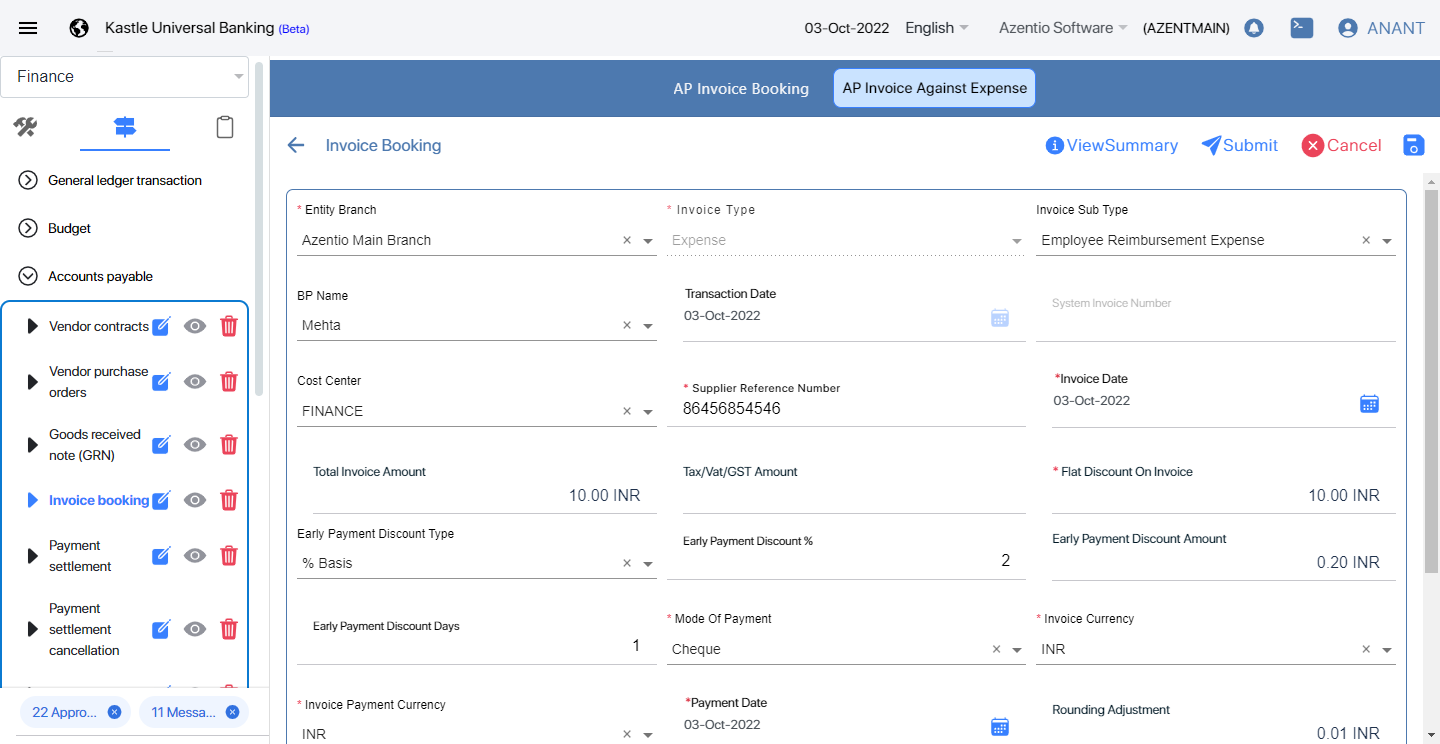 Kastle Universal Banking (Beta)
03-Oct-2022
English
Azentio Software
(AZENTMAIN)
ANANT
Finance
General ledger transaction
Budget
Accounts payable
Vendor contracts
Vendor purchase
orders
Goods received
note (GRN)
Invoice booking
Payment
settlement
Payment
settlement
cancellation
22 Appro...
11 Messa...
AP Invoice Booking
AP Invoice Against Expense
Invoice Booking
ViewSummary
Submit
Cancel
* Entity Branch
Azentio Main Branch
* Invoice Type
Expense
Invoice Sub Type
Employee Reimbursement Expense
BP Name
Mehta
Transaction Date
03-Oct-2022
System Invoice Number
Cost Center
FINANCE
* Supplier Reference Number
86456854546
*Invoice Date
03-Oct-2022
Total Invoice Amount
10.00 INR
Tax/Vat/GST Amount
* Flat Discount On Invoice
10.00 INR
Early Payment Discount Type
% Basis
Early Payment Discount %
2
Early Payment Discount Amount
0.20 INR
Early Payment Discount Days
1
* Mode Of Payment
Cheque
* Invoice Currency
INR
* Invoice Payment Currency
INR
*Payment Date
03-Oct-2022
Rounding Adjustment
0.01 INR